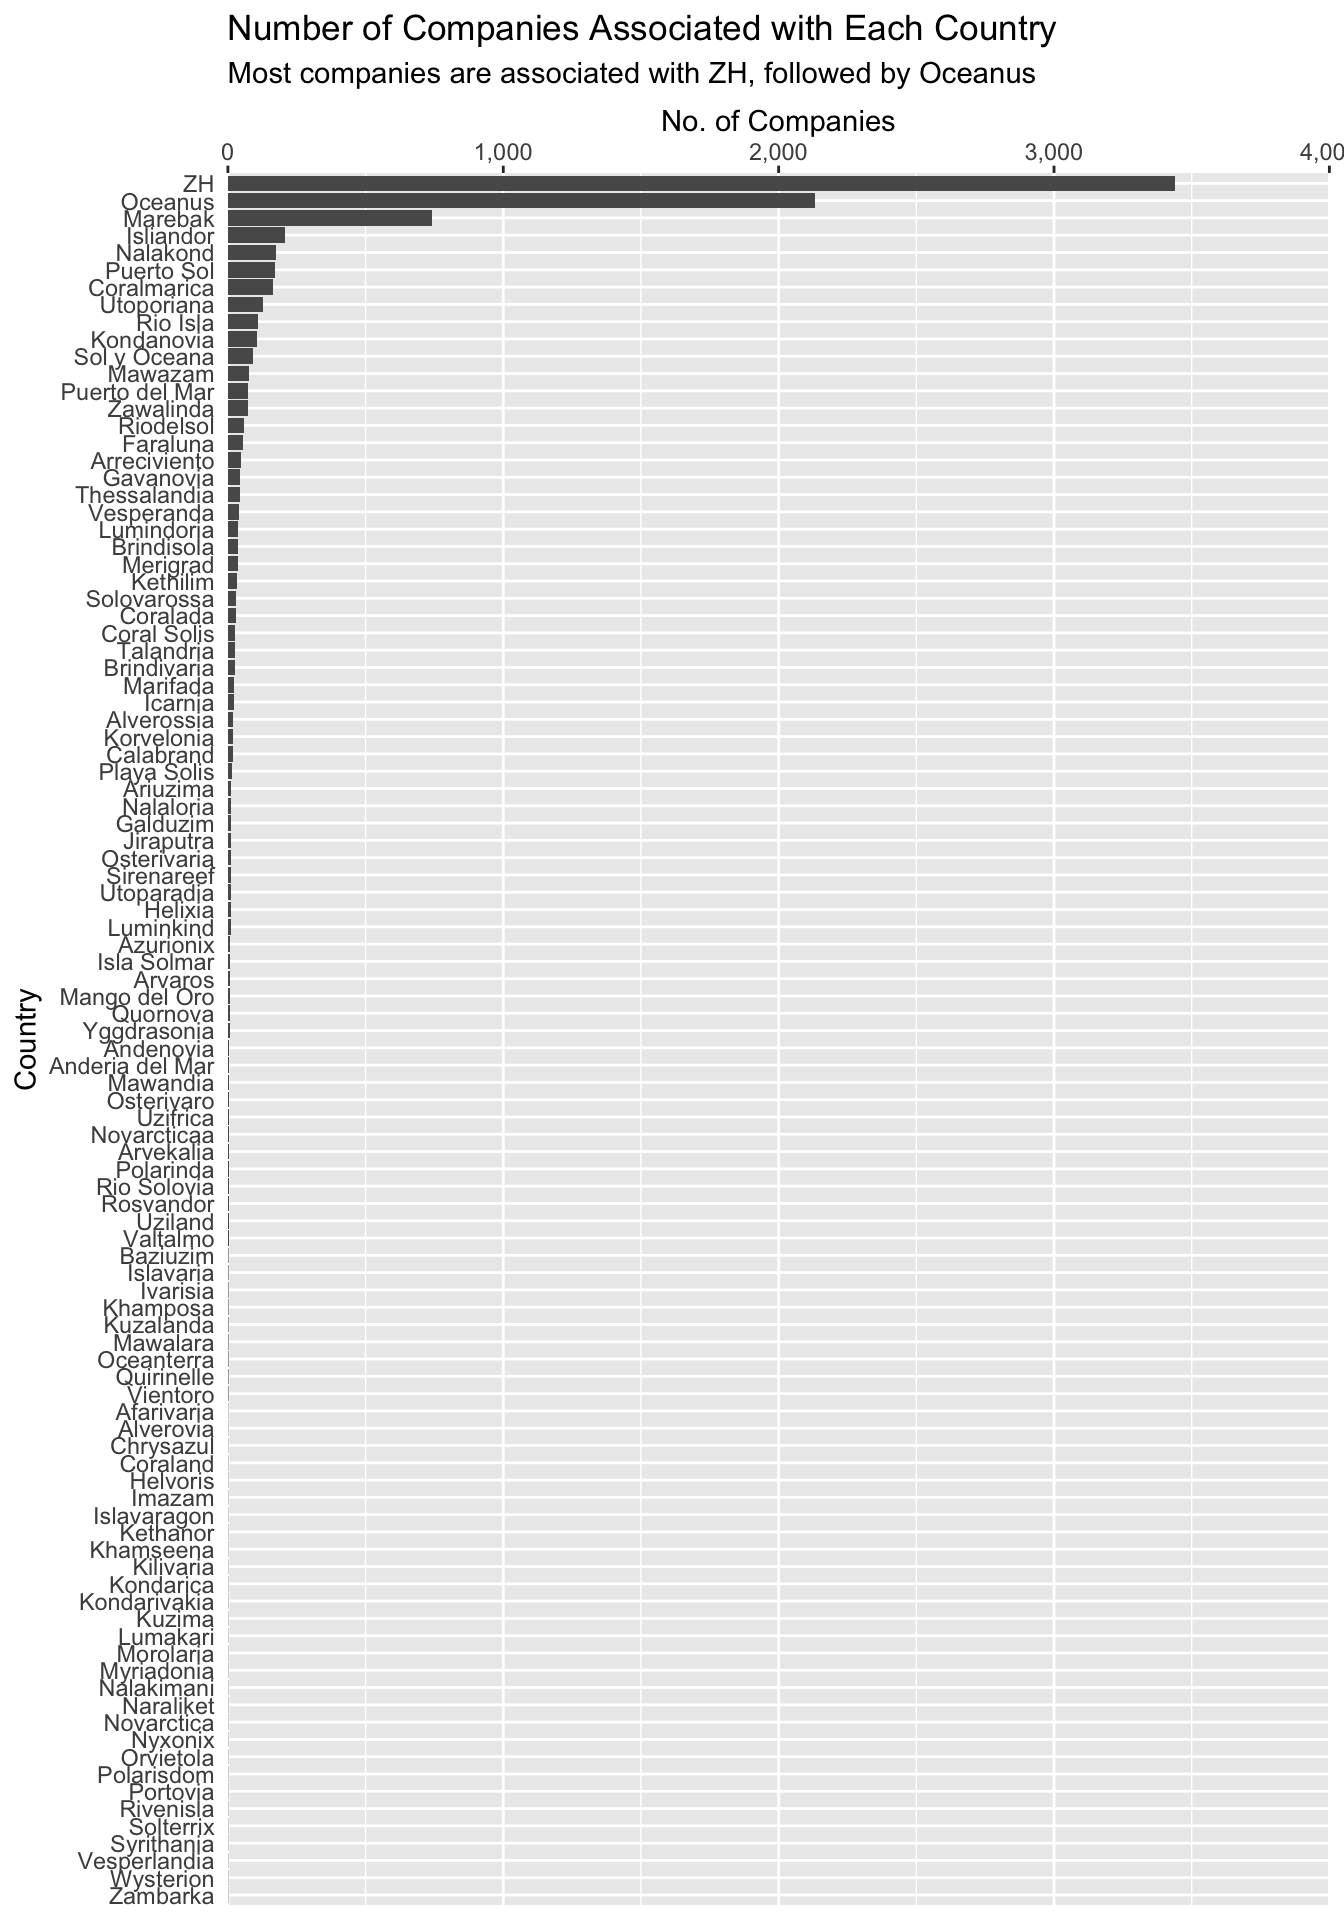 Number of Companies Associated with Each Country
Most companies are associated with ZH, followed by Oceanus
No. of Companies
0 1,000 2,000 3,000 4,00
ZH
Oceanus
Marebak
Isliandor
Nalakond
Puerto Sol
Coralmarica
Utoporiana
Rio Isla
Kondanovia
Sol y Oceana
Mawazam
Puerto del Mar
Zawalinda
Riodelsol
Faraluna
Arreciviento
Gavanovia
Thessalandia
Vesperanda
Lumindoria
Brindisola
Merigrad
Kethilim
Solovarossa
Coralada
Coral Solis
Talandria
Brindivaria
Marifada
Icarnia
Alverossia
Korvelonia
Calabrand
Playa Solis
Ariuzima
Nalaloria
Galduzim
Jiraputra
Osterivaria
Sirenareef
Utoparadia
Helixia
Luminkind
Azurionix
Isla Solmar
Arvaros
Mango del Oro
Quornova
Yggdrasonia
Andenovia
Anderia del Mar
Mawandia
Osterivaro
Uzifrica
Novarcticaa
Arvekalia
Polarinda
Rio Solovia
Rosvandor
Uziland
Valtalmo
Baziuzim
Islavaria
Ivarisia
Khamposa
Kuzalanda
Mawalara
Oceanterra
Quirinelle
Vientoro
Afarivaria
Alverovia
Chrysazul
Coraland
Helvoris
Imazam
Islavaragon
Kethanor
Khamseena
Kilivaria
Kondarica
Kondarivakia
Kuzima
Lumakari
Morolaria
Myriadonia
Nalakimani
Naraliket
Novarctica
Nyxonix
Orvietola
Polarisdom
Portovia
Rivenisla
Solterrix
Syrithania
Vesperlandia
Wysterion
Zambarka
Country